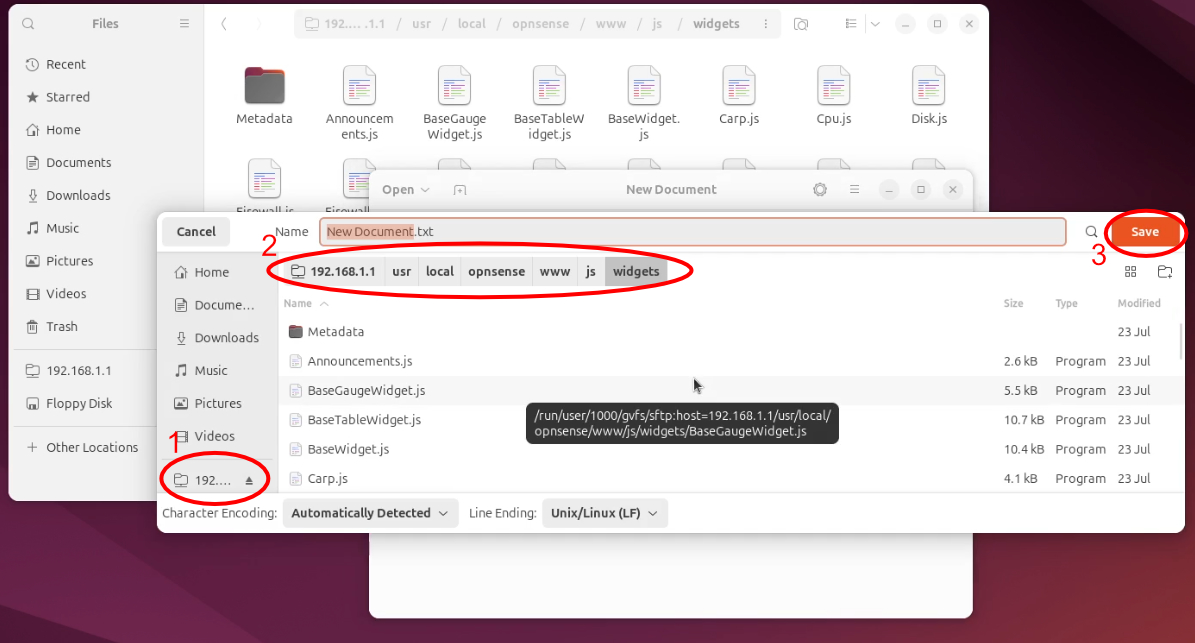 Files
192.... .1.1 / usr / local / opnsense / www / js / widgets
Recent
Starred
Home
Documents
Downloads
Music
Pictures
Videos
Trash
192.168.1.1
Floppy Disk
Other Locations
Metadata
Announcem
ents.js
BaseGauge
Widget.js
BaseTableW
idget.js
BaseWidget.
js
Carp.js
Cpu.js
Disk.js
Firewall.js
Open
New Document
Cancel
Name
New Document.txt
Save
1
2
3
192.168.1.1 usr local opnsense www js widgets
Home
Docume...
Downloads
Music
Pictures
Videos
192....
Name Size Type Modified
Metadata 23 Jul
Announcements.js 2.6 kB Program 23 Jul
BaseGaugeWidget.js 5.5 kB Program 23 Jul
BaseTableWidget.js 10.7 kB Program 23 Jul
BaseWidget.js 10.4 kB Program 23 Jul
Carp.js 4.1 kB Program 23 Jul
/run/user/1000/gvfs/sftp:host=192.168.1.1/usr/local/
opnsense/www/js/widgets/BaseGaugeWidget.js
Character Encoding: Automatically Detected Line Ending: Unix/Linux (LF)